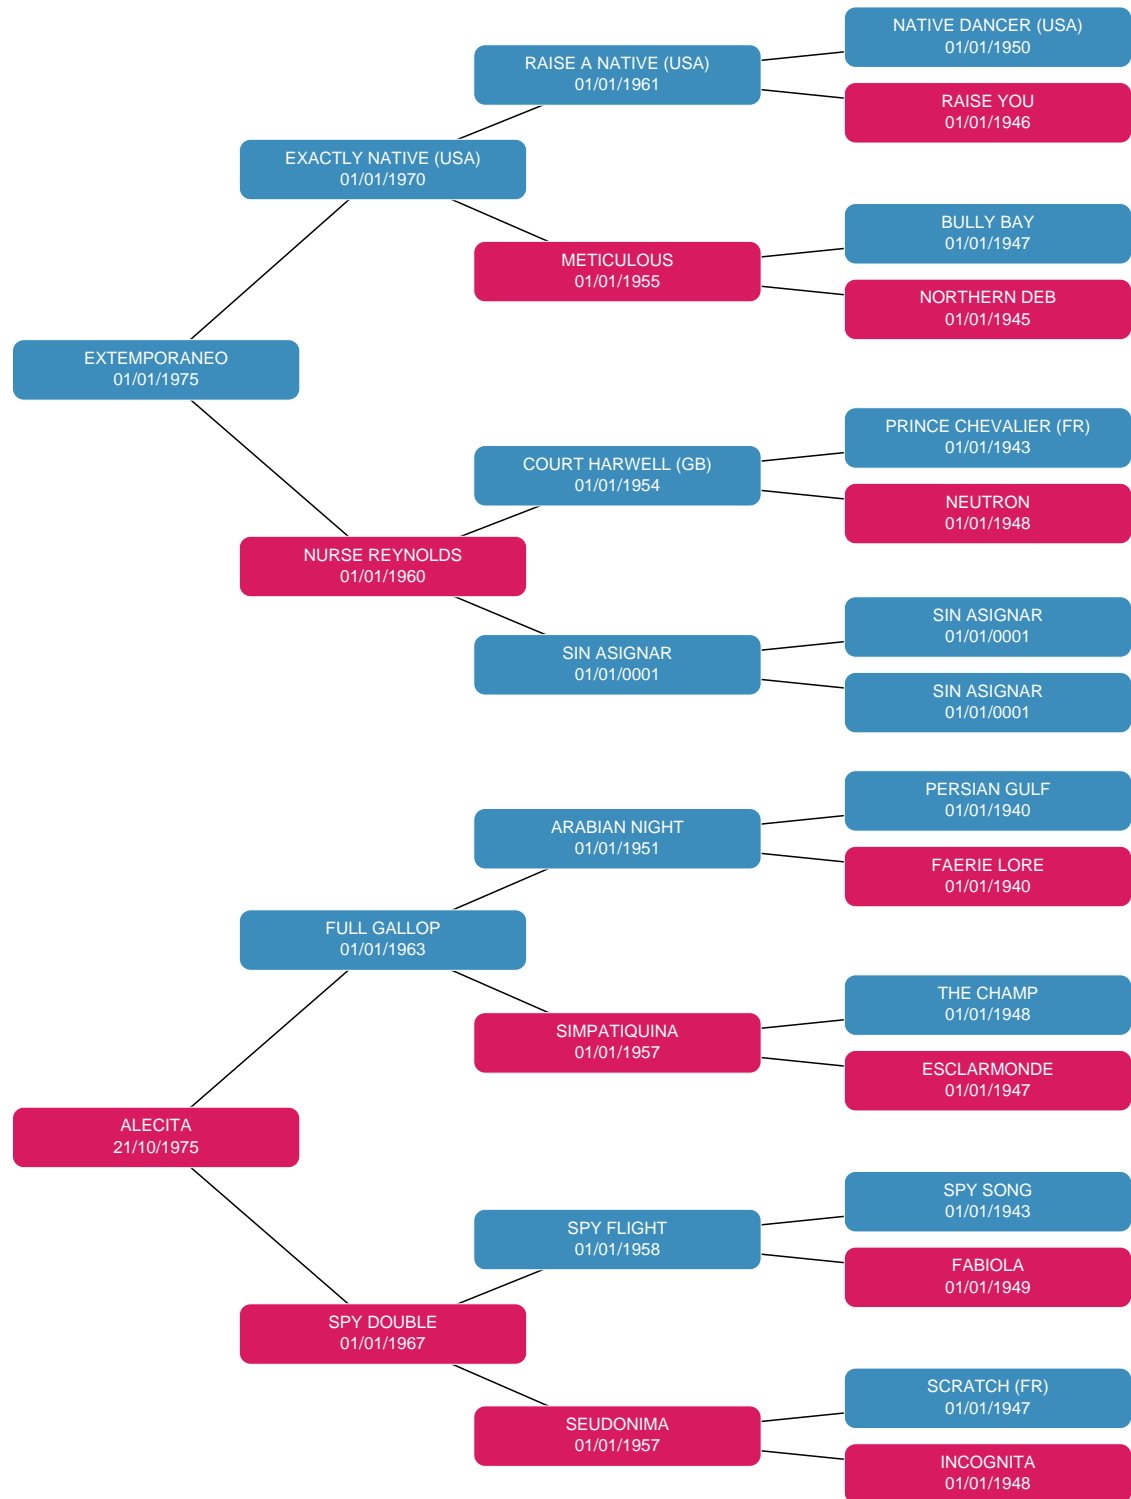 NATIVE DANCER (USA)
01/01/1950
RAISE A NATIVE (USA)
01/01/1961
RAISE YOU
01/01/1946
EXACTLY NATIVE (USA)
01/01/1970
BULLY BAY
01/01/1947
METICULOUS
01/01/1955
NORTHERN DEB
01/01/1945
EXTEMPORANEO
01/01/1975
PRINCE CHEVALIER (FR)
01/01/1943
COURT HARWELL (GB)
01/01/1954
NEUTRON
01/01/1948
NURSE REYNOLDS
01/01/1960
SIN ASIGNAR
01/01/0001
SIN ASIGNAR
01/01/0001
SIN ASIGNAR
01/01/0001
PERSIAN GULF
01/01/1940
ARABIAN NIGHT
01/01/1951
FAERIE LORE
01/01/1940
FULL GALLOP
01/01/1963
THE CHAMP
01/01/1948
SIMPATIQUINA
01/01/1957
ESCLARMONDE
01/01/1947
ALECITA
21/10/1975
SPY SONG
01/01/1943
SPY FLIGHT
01/01/1958
FABIOLA
01/01/1949
SPY DOUBLE
01/01/1967
SCRATCH (FR)
01/01/1947
SEUDONIMA
01/01/1957
INCOGNITA
01/01/1948